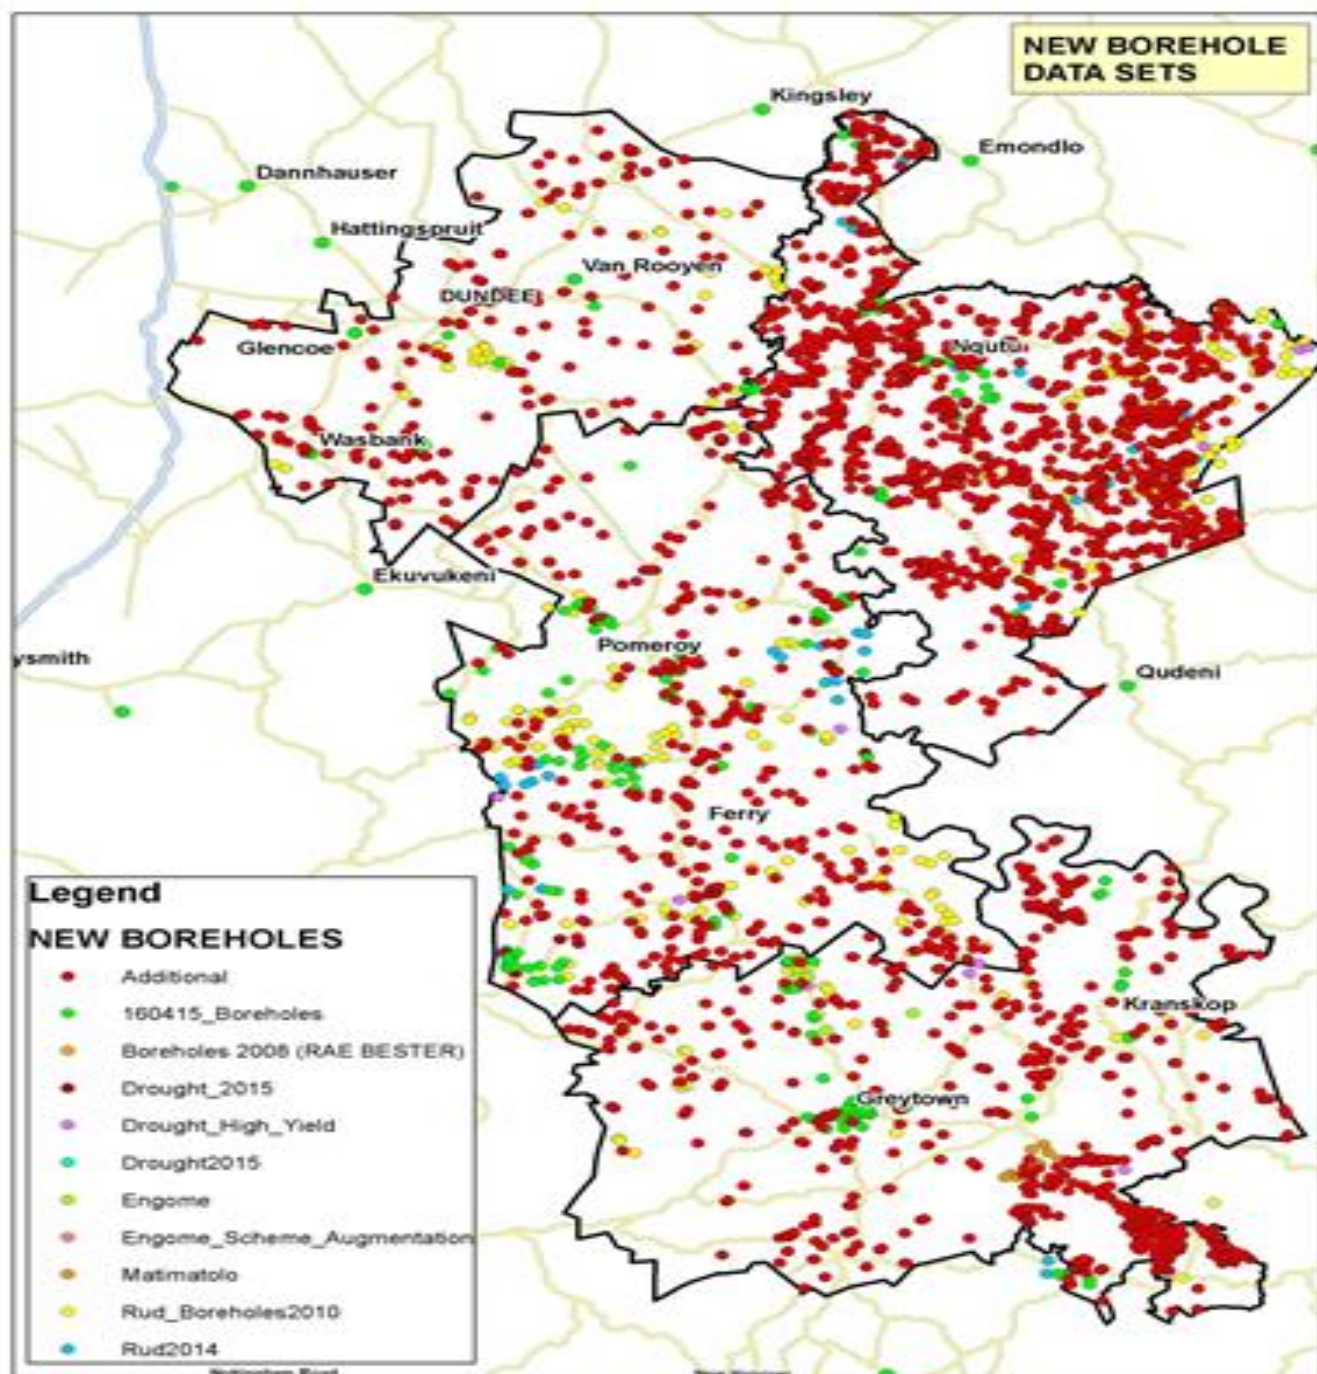 NEW BOREHOLE
DATA SETS
Kingsley
Emondlo
Dannhauser
Hattingspruit
Van Rooyen
DUNDEE
Glencoe
Nqutu
Wasbank
Ekuvukeni
Pomeroy
ysmith
Qudeni
Ferry
Legend
NEW BOREHOLES
Additional
160415_Boreholes
Boreholes 2008 (RAE BESTER)
Drought_2015
Drought_High_Yield
Drought2015
Engome
Engome_Scheme_Augmentation
Matimatolo
Rud_Boreholes2010
Rud2014
Kranskop
Greytown